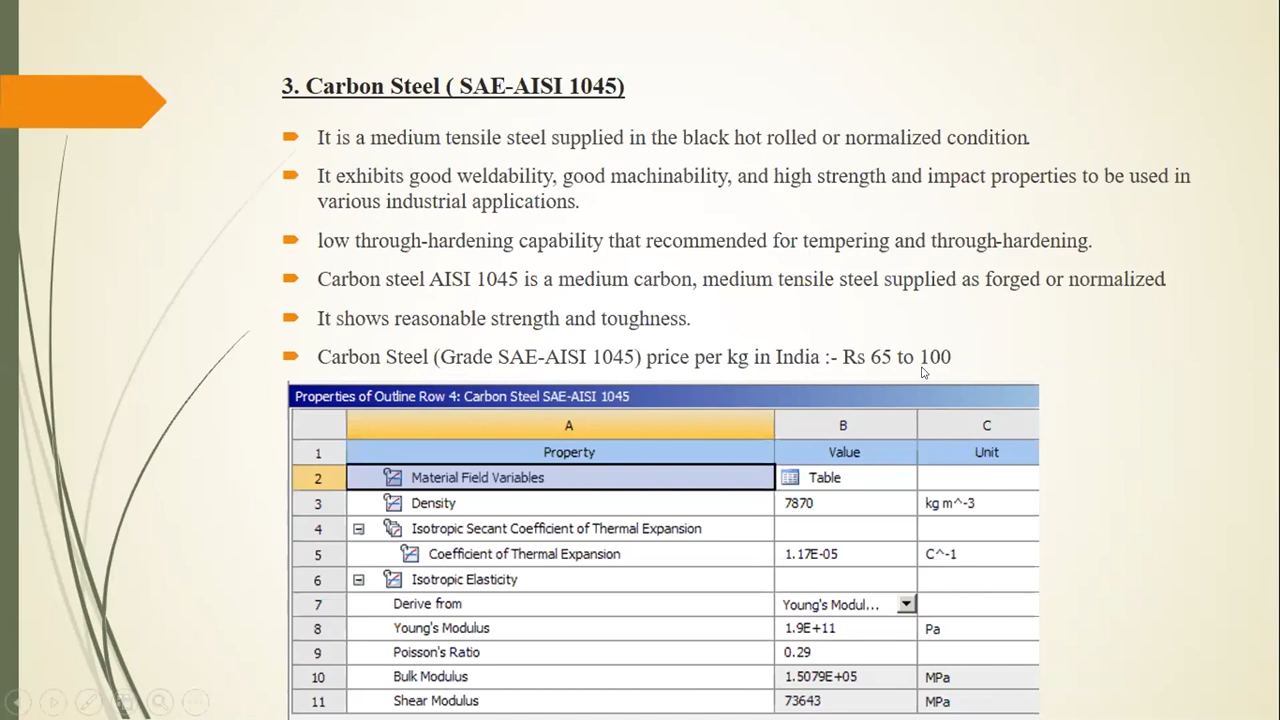 3. Carbon Steel ( SAE-AISI 1045)
It is a medium tensile steel supplied in the black hot rolled or normalized condition.
It exhibits good weldability, good machinability, and high strength and impact properties to be used in
various industrial applications.
low through-hardening capability that recommended for tempering and through-hardening.
Carbon steel AISI 1045 is a medium carbon, medium tensile steel supplied as forged or normalized.
It shows reasonable strength and toughness.
Carbon Steel (Grade SAE-AISI 1045) price per kg in India :- Rs 65 to 100
Properties of Outline Row 4: Carbon Steel SAE-AISI 1045
A B C
1 Property Value Unit
2 Material Field Variables Table
3 Density 7870 kg m^-3
4 Isotropic Secant Coefficient of Thermal Expansion
5 Coefficient of Thermal Expansion 1.17E-05 C^-1
6 Isotropic Elasticity
7 Derive from Young's Modul...
8 Young's Modulus 1.9E+11 Pa
9 Poisson's Ratio 0.29
10 Bulk Modulus 1.5079E+05 MPa
11 Shear Modulus 73643 MPa